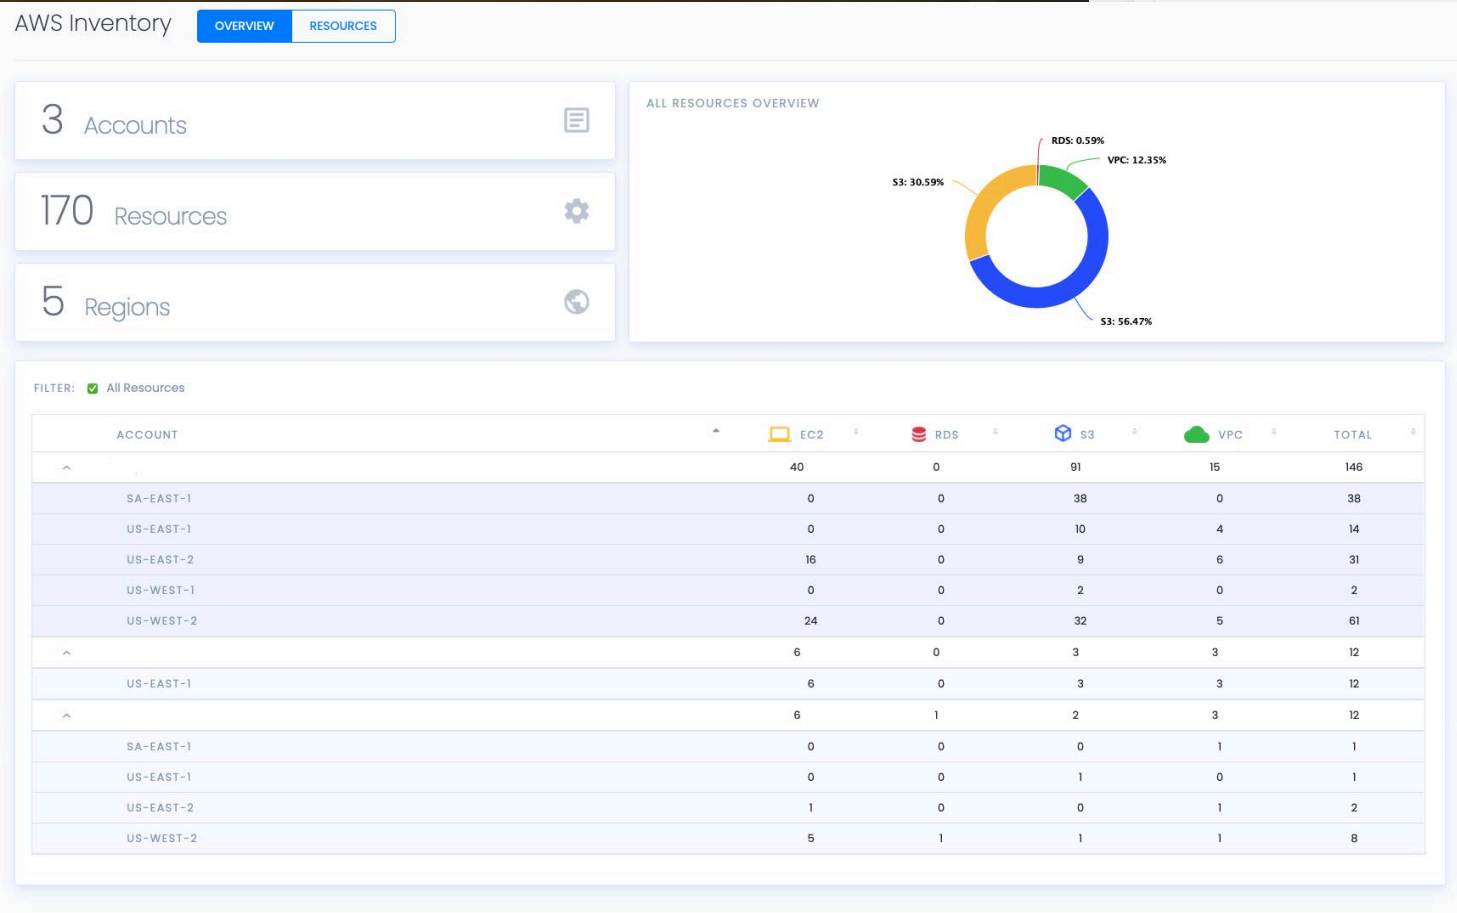 AWS Inventory OVERVIEW RESOURCES
3 Accounts
170 Resources
5 Regions
ALL RESOURCES OVERVIEW
RDS: 0.59%
VPC: 12.35%
S3: 30.59%
S3: 56.47%
FILTER: All Resources
ACCOUNT EC2 RDS S3 VPC TOTAL
40 0 91 15 146
SA-EAST-1 0 0 38 0 38
US-EAST-1 0 0 10 4 14
US-EAST-2 16 0 9 6 31
US-WEST-1 0 0 2 0 2
US-WEST-2 24 0 32 5 61
6 0 3 3 12
US-EAST-1 6 0 3 3 12
6 1 2 3 12
SA-EAST-1 0 0 0 1 1
US-EAST-1 0 0 1 0 1
US-EAST-2 1 0 0 1 2
US-WEST-2 5 1 1 1 8